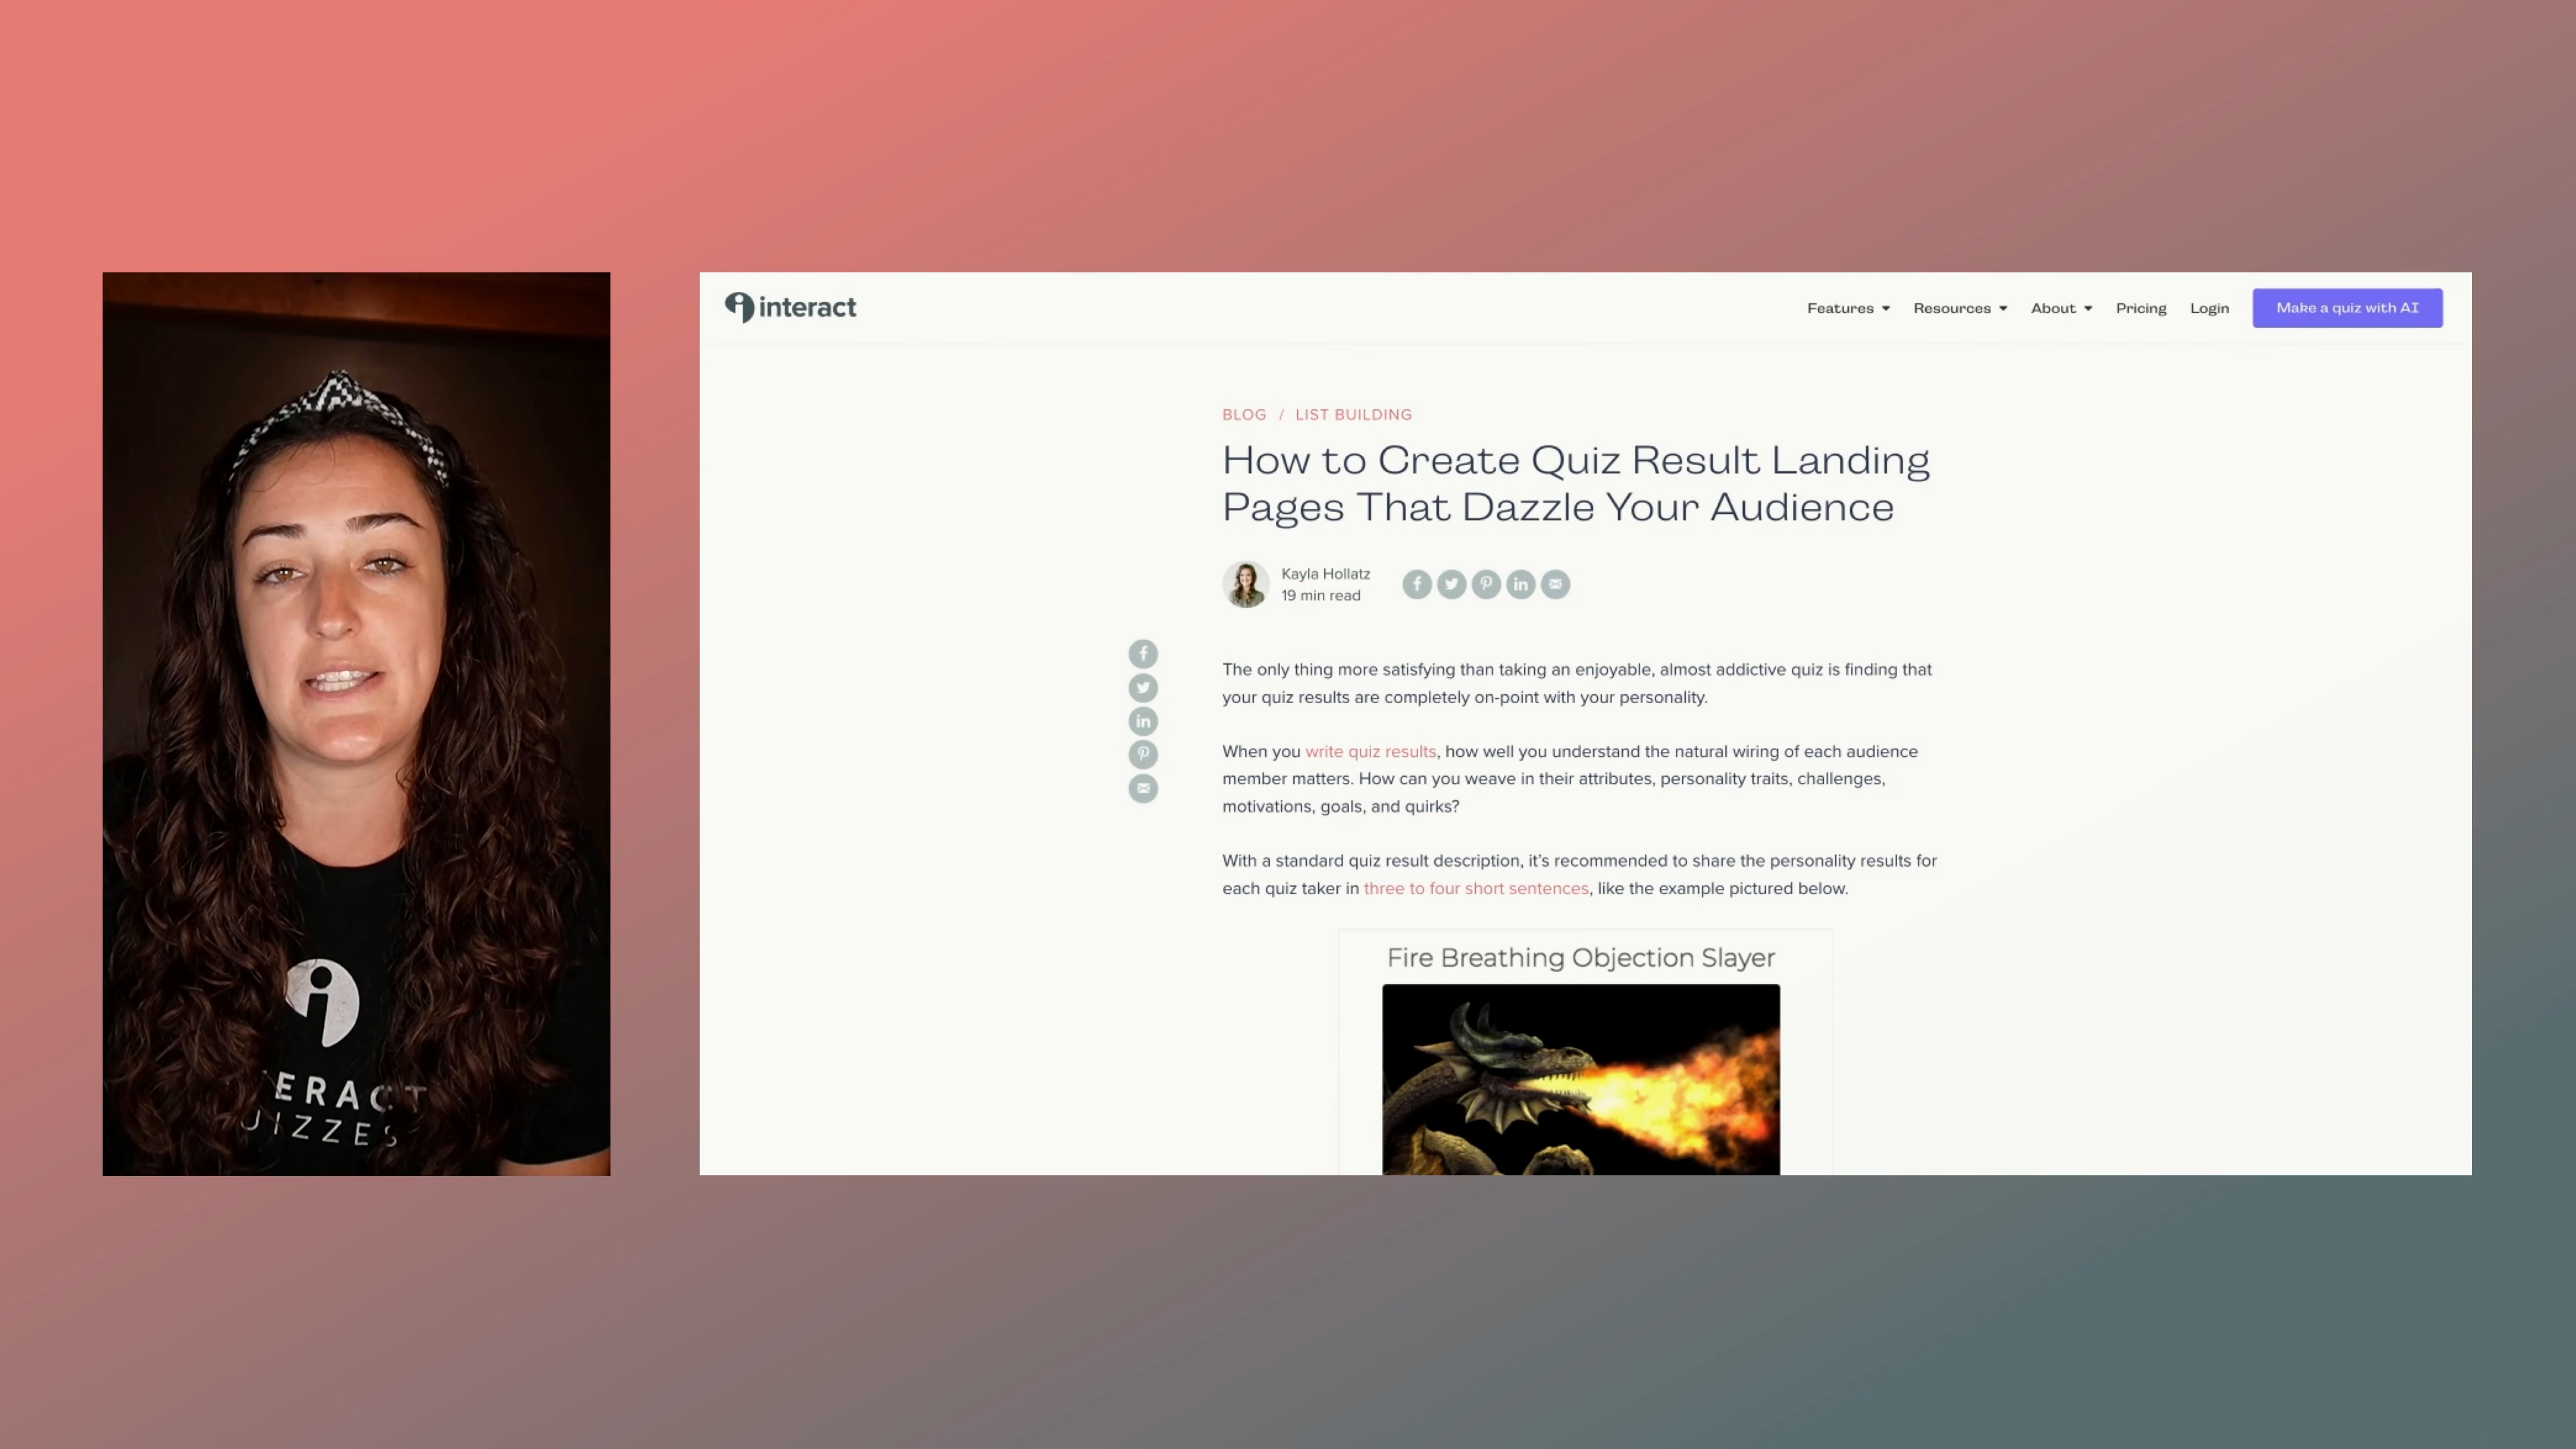 interact
Features
Resources
About
Pricing
Login
Make a quiz with AI
BLOG / LIST BUILDING
How to Create Quiz Result Landing
Pages That Dazzle Your Audience
Kayla Hollatz
19 min read
The only thing more satisfying than taking an enjoyable, almost addictive quiz is finding that
your quiz results are completely on-point with your personality.
When you write quiz results, how well you understand the natural wiring of each audience
member matters. How can you weave in their attributes, personality traits, challenges,
motivations, goals, and quirks?
With a standard quiz result description, it's recommended to share the personality results for
each quiz taker in three to four short sentences, like the example pictured below.
Fire Breathing Objection Slayer
ERACT
UIZZES